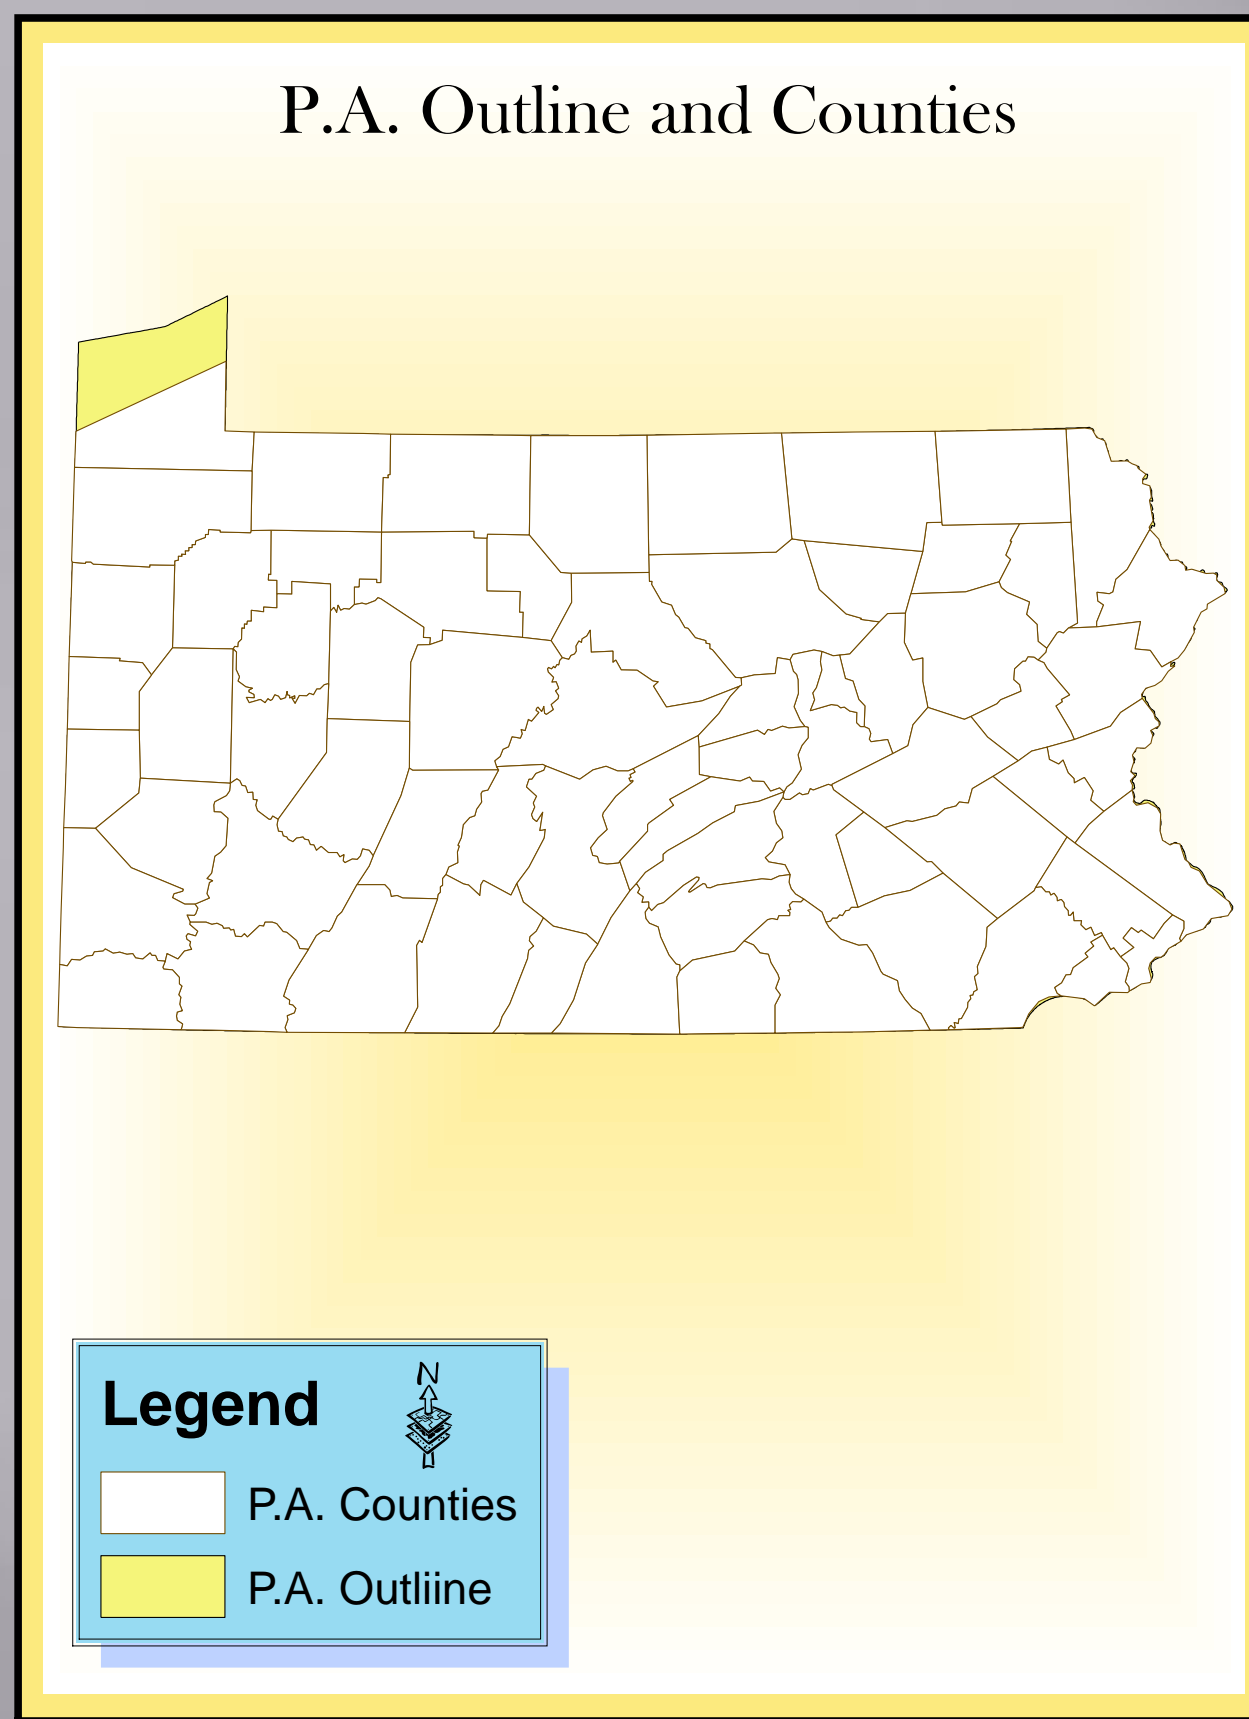 P.A. Outline and Counties
Legend
N
P.A. Counties
P.A. Outliine